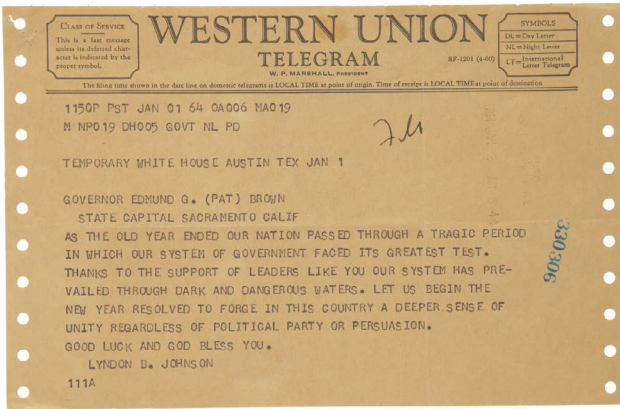 CLASS OF SERVICE
This is a fast message
unless its deferred char-
acter is indicated by the
proper symbol.
WESTERN UNION
TELEGRAM
W. P. MARSHALL, PRESIDENT
SF-1201 (4-60)
SYMBOLS
DL=Day Letter
NL=Night Letter
LT=International
Letter Telegram
The filing time shown in the date line on domestic telegrams is LOCAL TIME at point of origin. Time of receipt is LOCAL TIME at point of destination
1150P PST JAN 01 64 OA006 MA019
M NP019 DH005 GOVT NL PD
TEMPORARY WHITE HOUSE AUSTIN TEX JAN 1
GOVERNOR EDMUND G. (PAT) BROWN
STATE CAPITAL SACRAMENTO CALIF
AS THE OLD YEAR ENDED OUR NATION PASSED THROUGH A TRAGIC PERIOD
IN WHICH OUR SYSTEM OF GOVERNMENT FACED ITS GREATEST TEST.
THANKS TO THE SUPPORT OF LEADERS LIKE YOU OUR SYSTEM HAS PRE-
VAILED THROUGH DARK AND DANGEROUS WATERS. LET US BEGIN THE
NEW YEAR RESOLVED TO FORGE IN THIS COUNTRY A DEEPER SENSE OF
UNITY REGARDLESS OF POLITICAL PARTY OR PERSUASION.
GOOD LUCK AND GOD BLESS YOU.
LYNDON B. JOHNSON
111A
330306